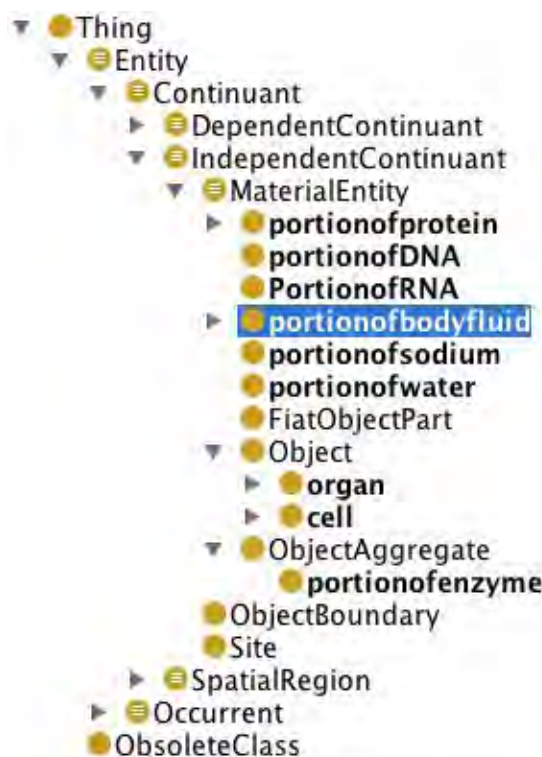 Thing
Entity
Continuant
DependentContinuant
IndependentContinuant
MaterialEntity
portionofprotein
portionofDNA
PortionofRNA
portionofbodyfluid
portionofsodium
portionofwater
FiatObjectPart
Object
organ
cell
ObjectAggregate
portionofenzyme
ObjectBoundary
Site
SpatialRegion
Occurrent
ObsoleteClass